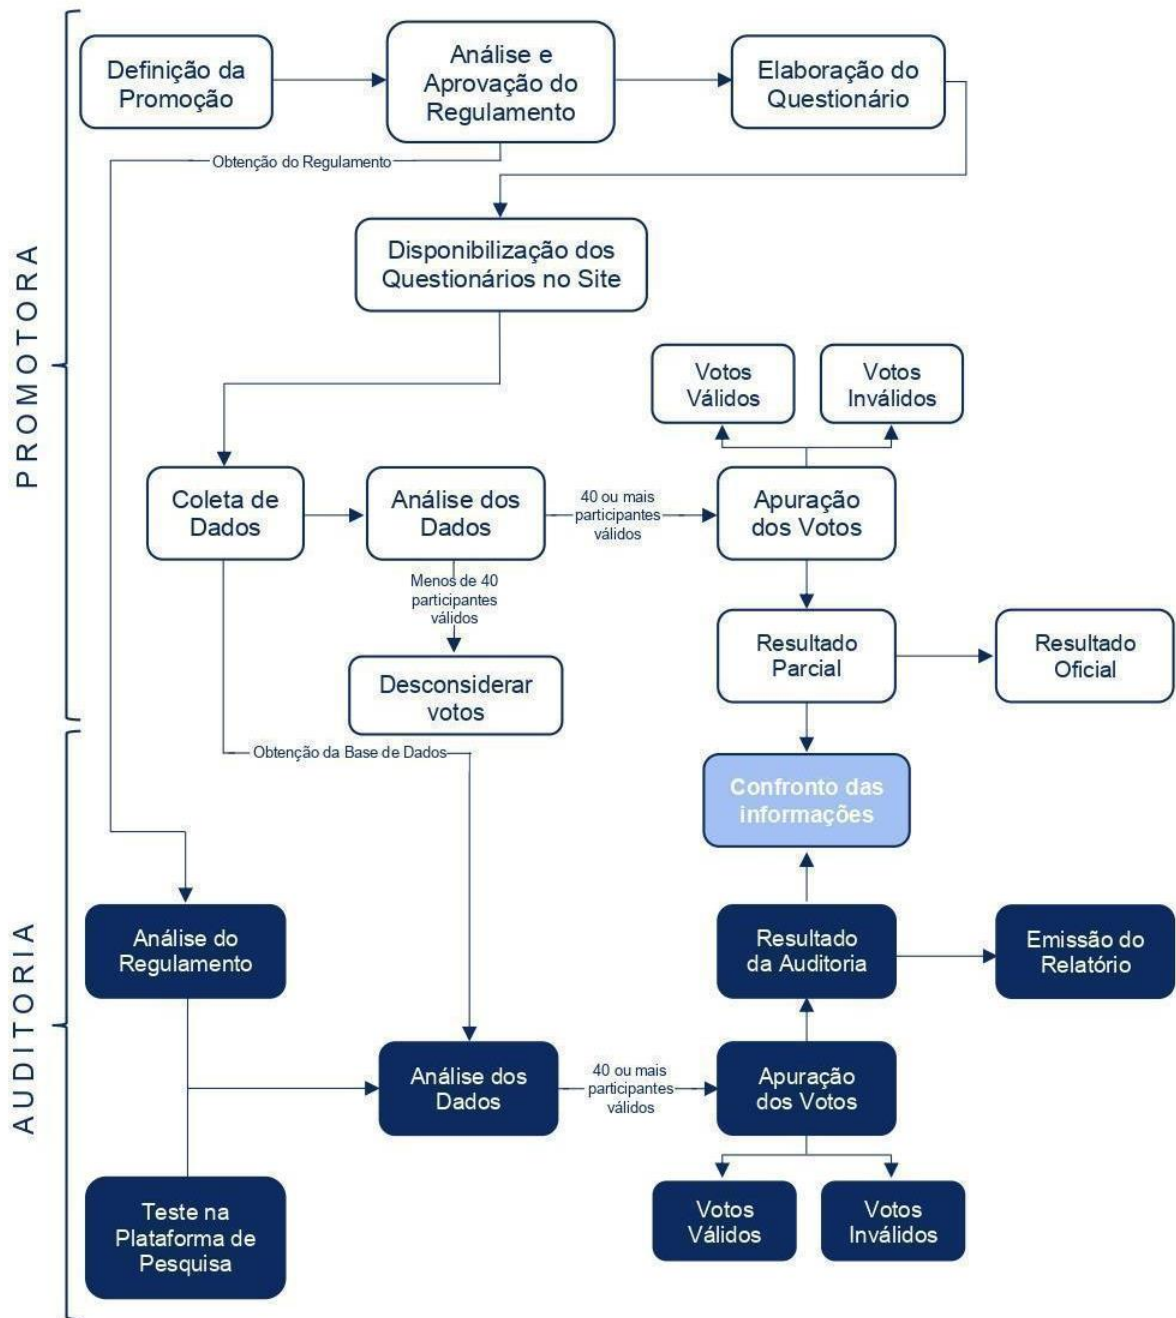 PROMOTORA
Definição da
Promoção
Análise e
Aprovação do
Regulamento
Elaboração do
Questionário
Obtenção do Regulamento
Disponibilização dos
Questionários no Site
Votos
Válidos
Votos
Inválidos
Coleta de
Dados
Análise dos
Dados
40 ou mais
participantes
válidos
Apuração
dos Votos
Menos de 40
participantes
válidos
Desconsiderar
votos
Resultado
Parcial
Resultado
Oficial
Obtenção da Base de Dados
Confronto das
informações
AUDITORIA
Análise do
Regulamento
Resultado
da Auditoria
Emissão do
Relatório
Análise dos
Dados
40 ou mais
participantes
válidos
Apuração
dos Votos
Teste na
Plataforma de
Pesquisa
Votos
Válidos
Votos
Inválidos